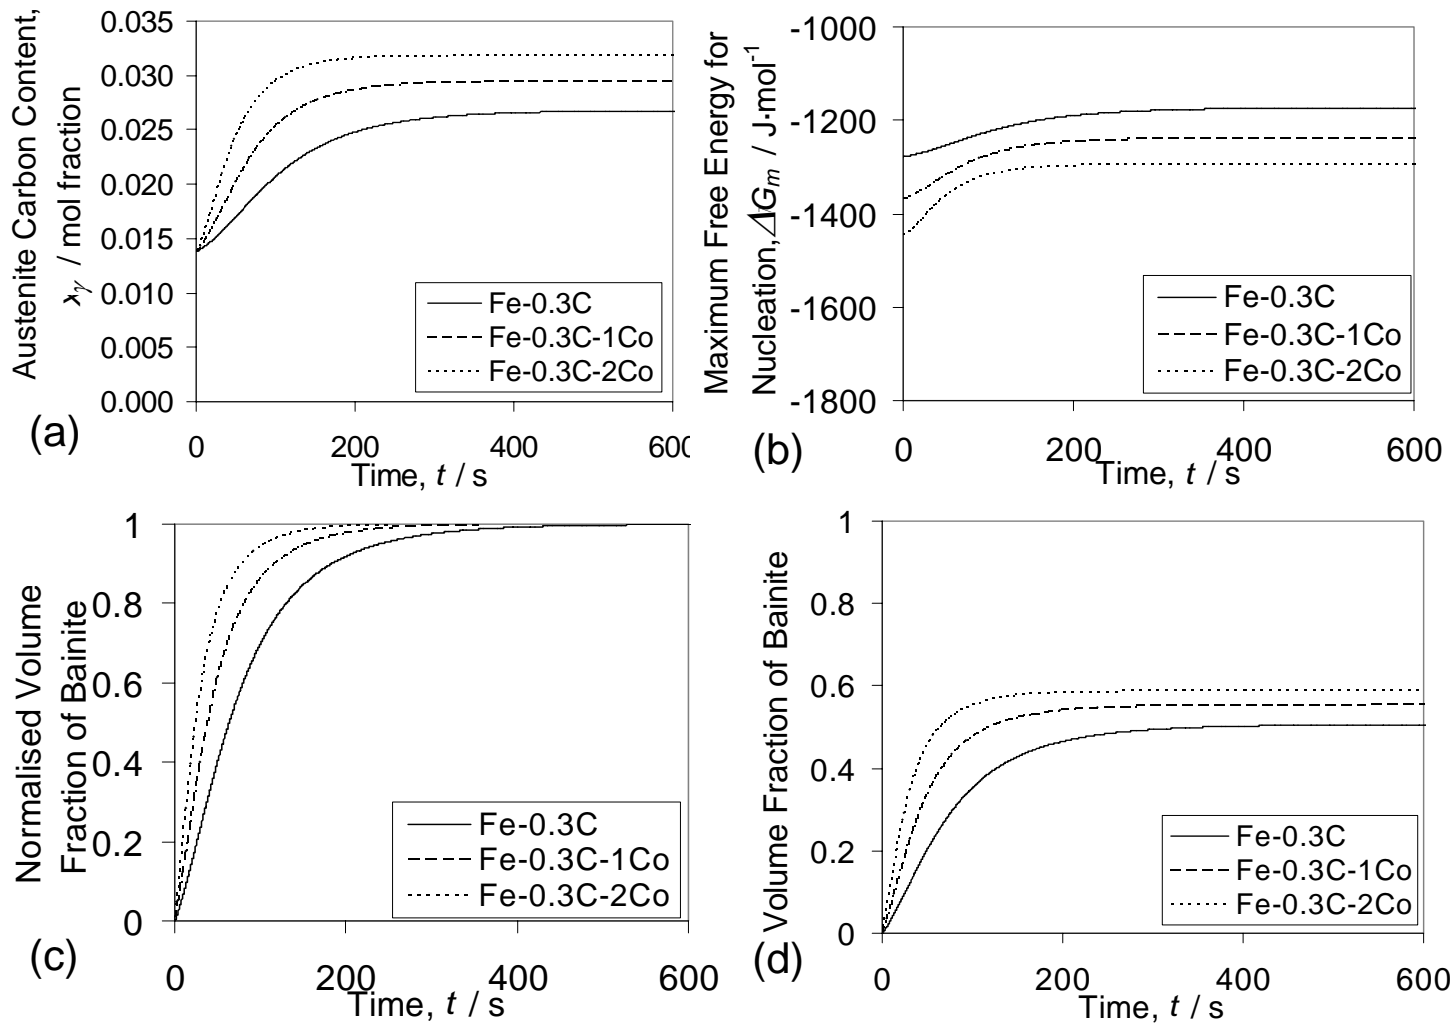 Austenite Carbon Content,
xγ / mol fraction
0.035
0.030
0.025
0.020
0.015
0.010
0.005
0.000
Fe-0.3C
Fe-0.3C-1Co
Fe-0.3C-2Co
0 200 400 600
Time, t / s
(a)
Maximum Free Energy for
Nucleation, ΔGm / J·mol-1
-1000
-1200
-1400
-1600
-1800
Fe-0.3C
Fe-0.3C-1Co
Fe-0.3C-2Co
0 200 400 600
Time, t / s
(b)
Normalised Volume
Fraction of Bainite
1
0.8
0.6
0.4
0.2
0
Fe-0.3C
Fe-0.3C-1Co
Fe-0.3C-2Co
0 200 400 600
Time, t / s
(c)
Volume Fraction of Bainite
1
0.8
0.6
0.4
0.2
0
Fe-0.3C
Fe-0.3C-1Co
Fe-0.3C-2Co
0 200 400 600
Time, t / s
(d)